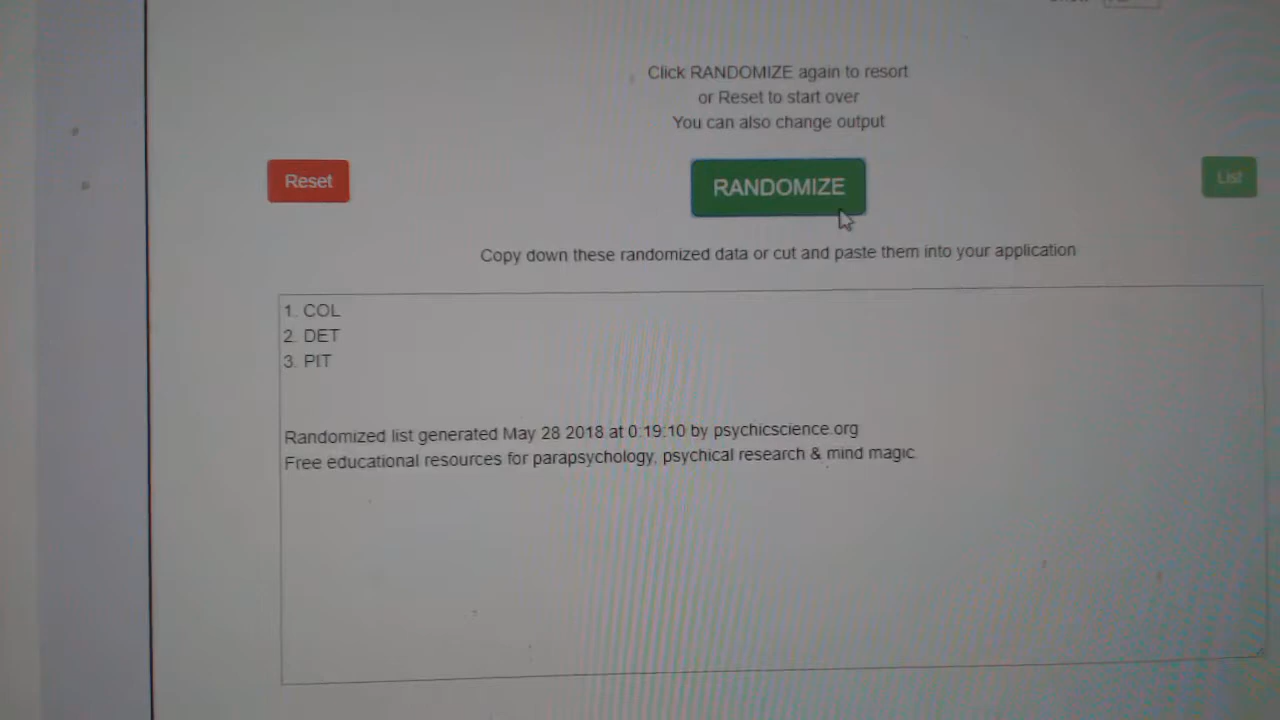 Click RANDOMIZE again to resort
or Reset to start over
You can also change output
Reset
RANDOMIZE
List
Copy down these randomized data or cut and paste them into your application
1. COL
2. DET
3. PIT
Randomized list generated May 28 2018 at 0:19:10 by psychicscience.org
Free educational resources for parapsychology, psychical research & mind magic